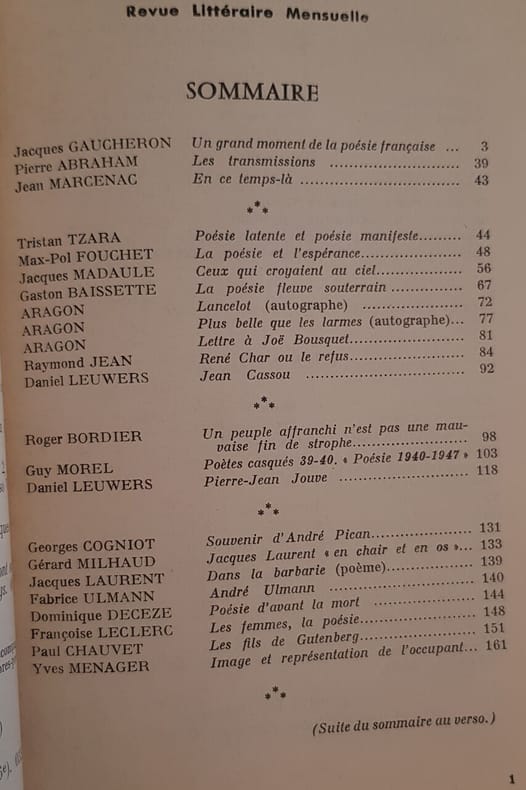 Revue Littéraire Mensuelle
SOMMAIRE
Jacques GAUCHERON Un grand moment de la poésie française ... 3
Pierre ABRAHAM Les transmissions .......................... 39
Jean MARCENAC En ce temps-là ................................ 43
***
Tristan TZARA Poésie latente et poésie manifeste......... 44
Max-Pol FOUCHET La poésie et l'espérance.................... 48
Jacques MADAULE Ceux qui croyaient au ciel.................. 56
Gaston BAISSETTE La poésie fleuve souterrain .............. 67
ARAGON Lancelot (autographe) .................... 72
ARAGON Plus belle que les larmes (autographe)... 77
ARAGON Lettre à Joë Bousquet...................... 81
Raymond JEAN René Char ou le refus....................... 84
Daniel LEUWERS Jean Cassou ................................ 92
***
Roger BORDIER Un peuple affranchi n'est pas une mau-
vaise fin de strophe....................... 98
Guy MOREL Poètes casqués 39-40. « Poésie 1940-1947 » 103
Daniel LEUWERS Pierre-Jean Jouve .......................... 118
***
Georges COGNIOT Souvenir d'André Pican.................... 131
Gérard MILHAUD Jacques Laurent « en chair et en os »... 133
Jacques LAURENT Dans la barbarie (poème)................. 139
Fabrice ULMANN André Ulmann ............................. 140
Dominique DECEZE Poésie d'avant la mort .................... 144
Françoise LECLERC Les femmes, la poésie...................... 148
Paul CHAUVET Les fils de Gutenberg....................... 151
Yves MENAGER Image et représentation de l'occupant... 161
***
(Suite du sommaire au verso.)
1